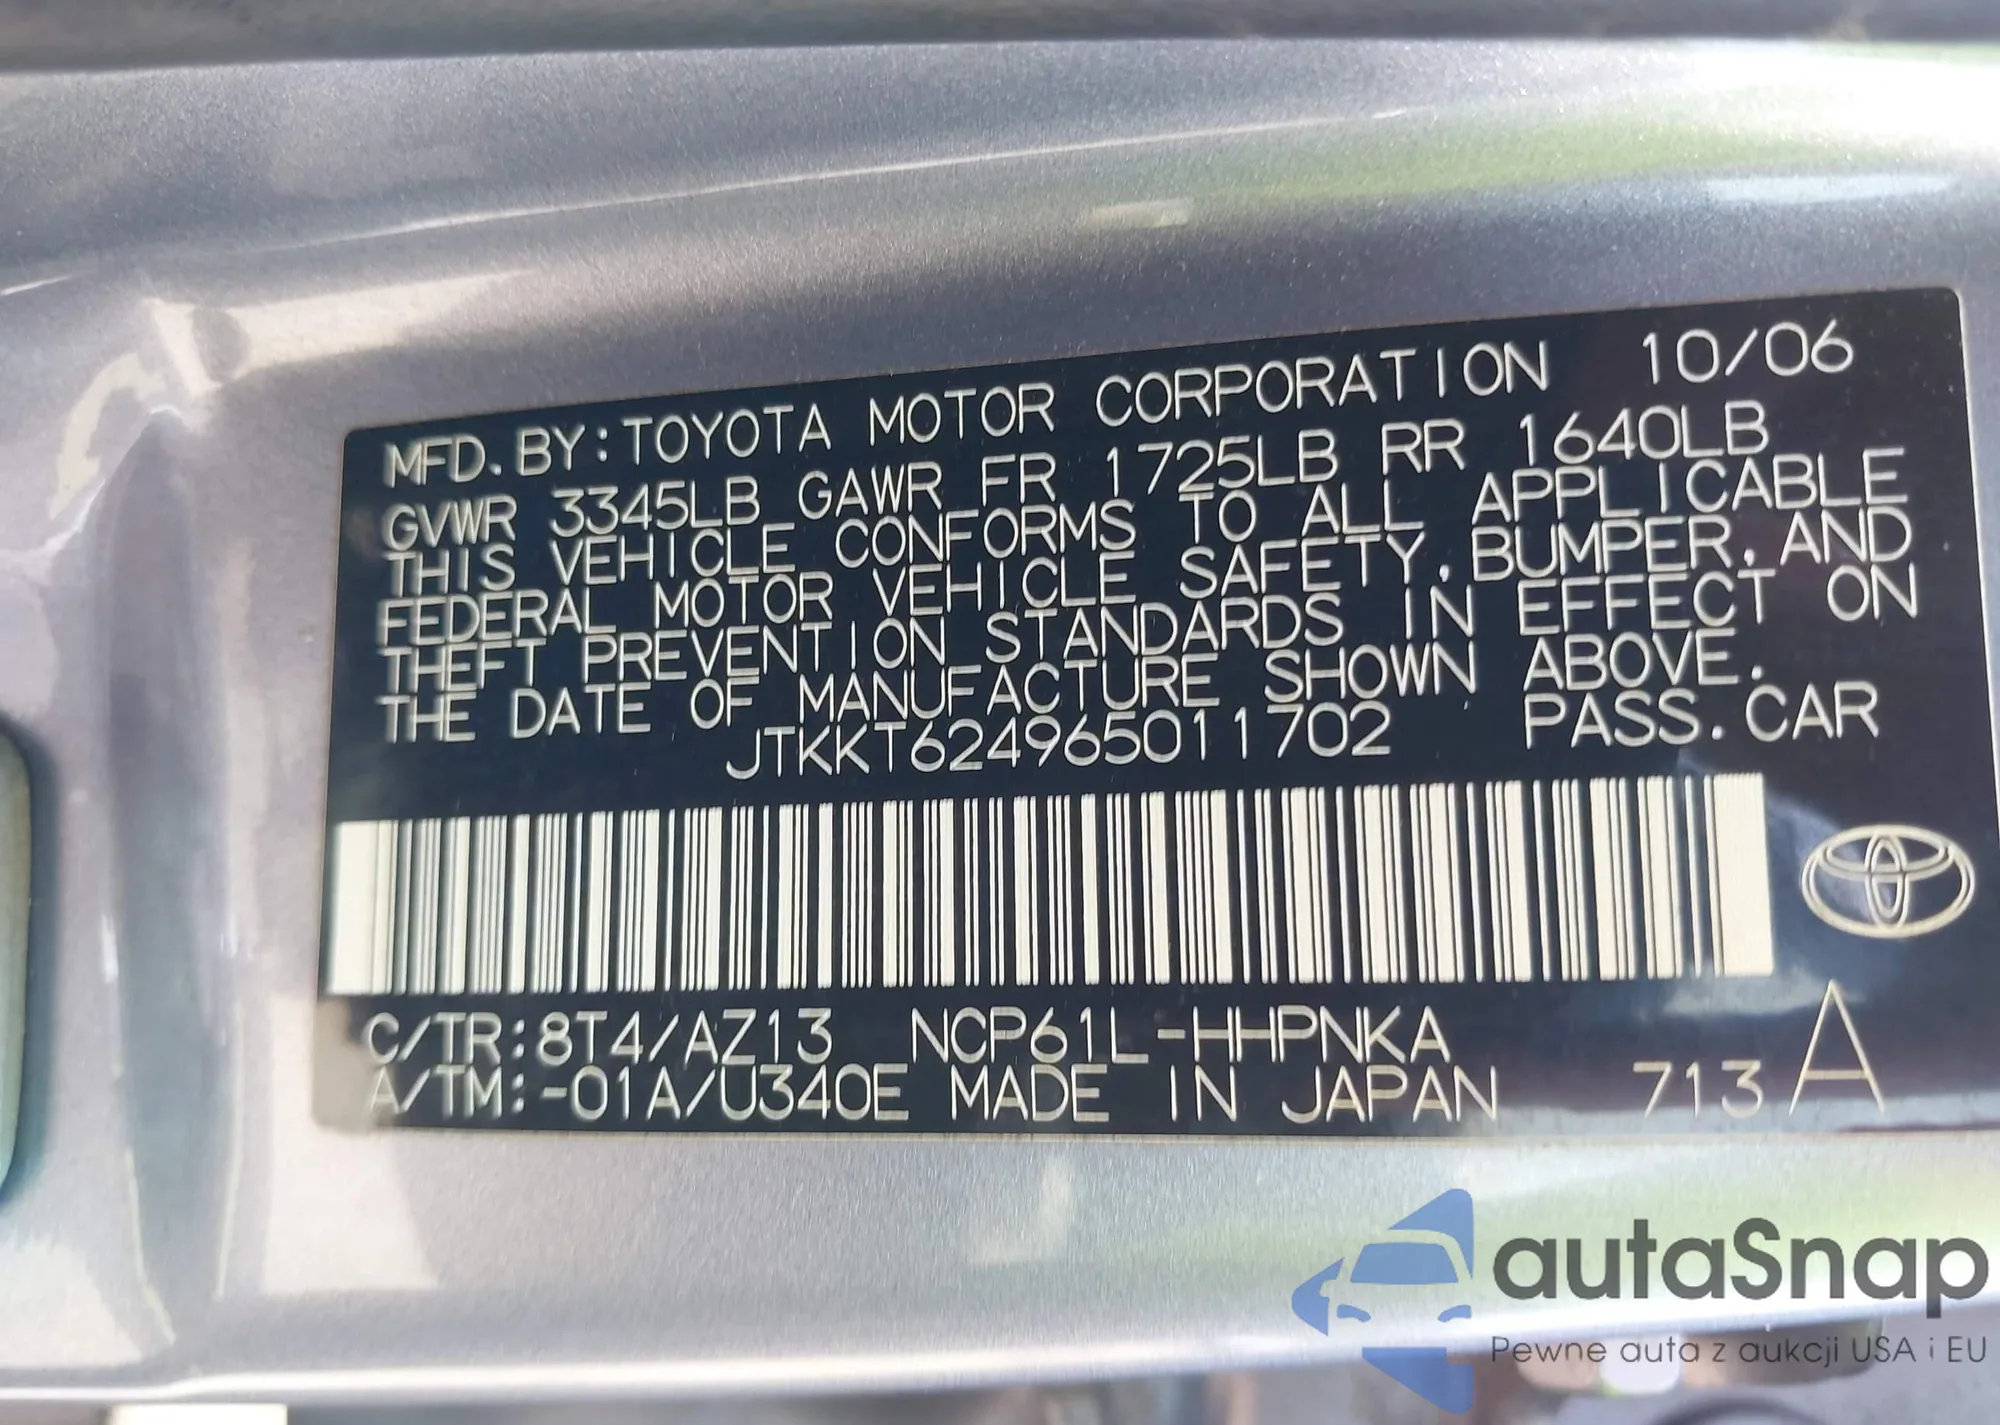 MFD. BY: TOYOTA MOTOR CORPORATION 10/06
GVWR 3345LB GAWR FR 1725LB RR 1640LB
THIS VEHICLE CONFORMS TO ALL APPLICABLE
FEDERAL MOTOR VEHICLE SAFETY, BUMPER, AND
THEFT PREVENTION STANDARDS IN EFFECT ON
THE DATE OF MANUFACTURE SHOWN ABOVE.
JTKKT624965011702 PASS. CAR
C/TR: 8T4/AZ13 NCP61L-HHPNKA
A/TM: -01A/U340E MADE IN JAPAN 713 A
autaSnap
Pewne auta z aukcji USA i EU